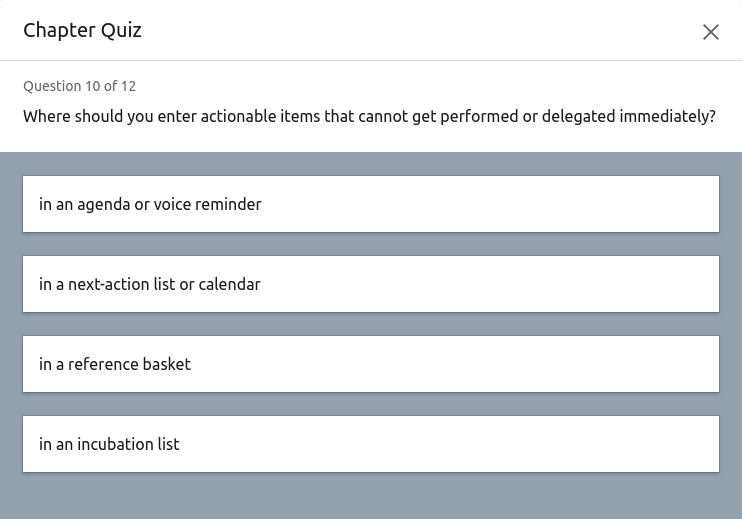 Chapter Quiz
Question 10 of 12
Where should you enter actionable items that cannot get performed or delegated immediately?
in an agenda or voice reminder
in a next-action list or calendar
in a reference basket
in an incubation list